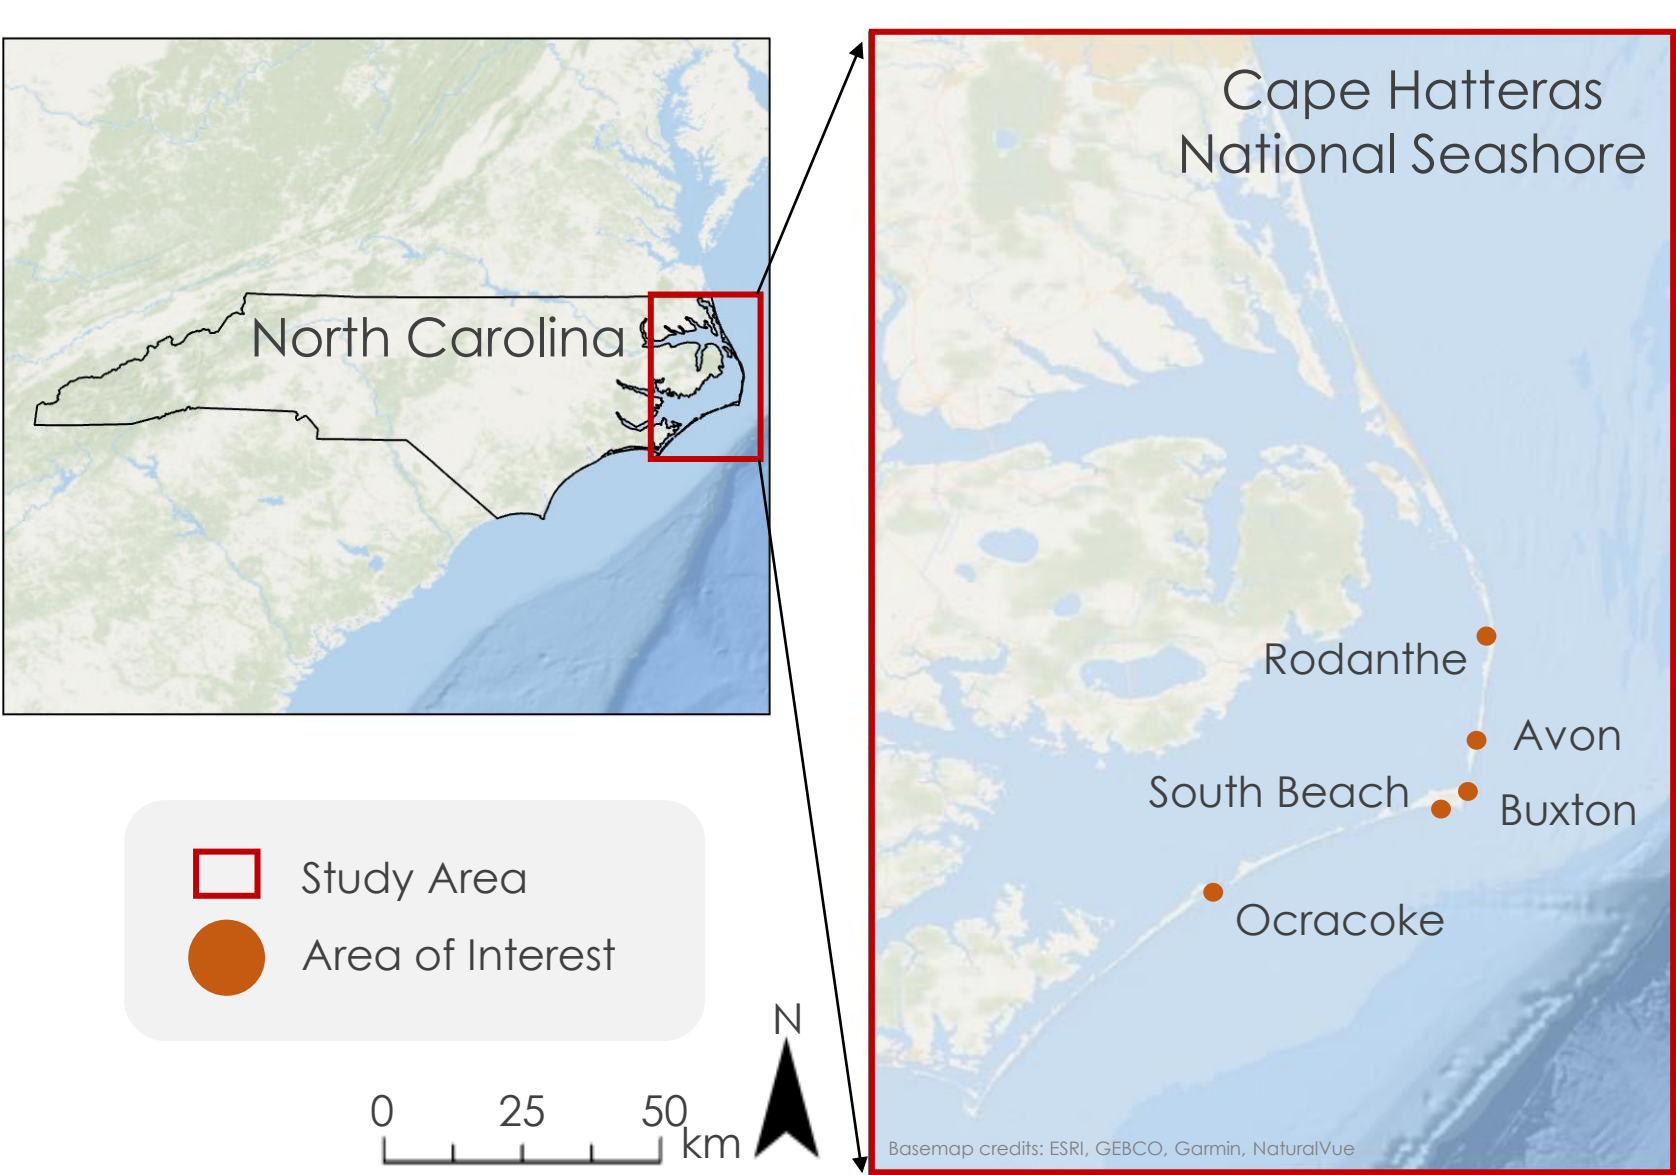 North Carolina
Cape Hatteras
National Seashore
Rodanthe
Avon
South Beach
Buxton
Ocracoke
Study Area
Area of Interest
N
0 25 50
km
Basemap credits: ESRI, GEBCO, Garmin, NaturalVue